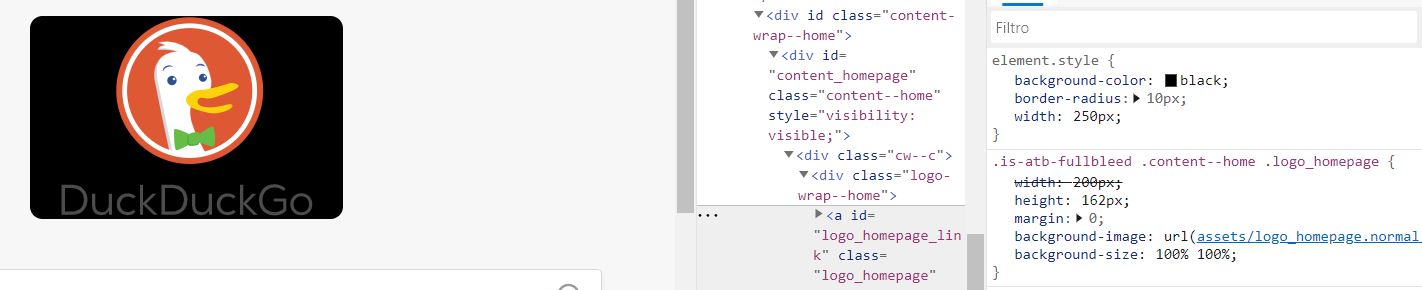 DuckDuckGo
<div id class="content-
wrap--home">
<div id=
"content_homepage"
class="content--home"
style="visibility:
visible;">
<div class="cw--c">
<div class="logo-
wrap--home">
...
<a id=
"logo_homepage_lin
k" class=
"logo_homepage"
Filtro
element.style {
background-color: black;
border-radius: 10px;
width: 250px;
}
.is-atb-fullbleed .content--home .logo_homepage {
width: 200px;
height: 162px;
margin: 0;
background-image: url(assets/logo_homepage.normal
background-size: 100% 100%;
}